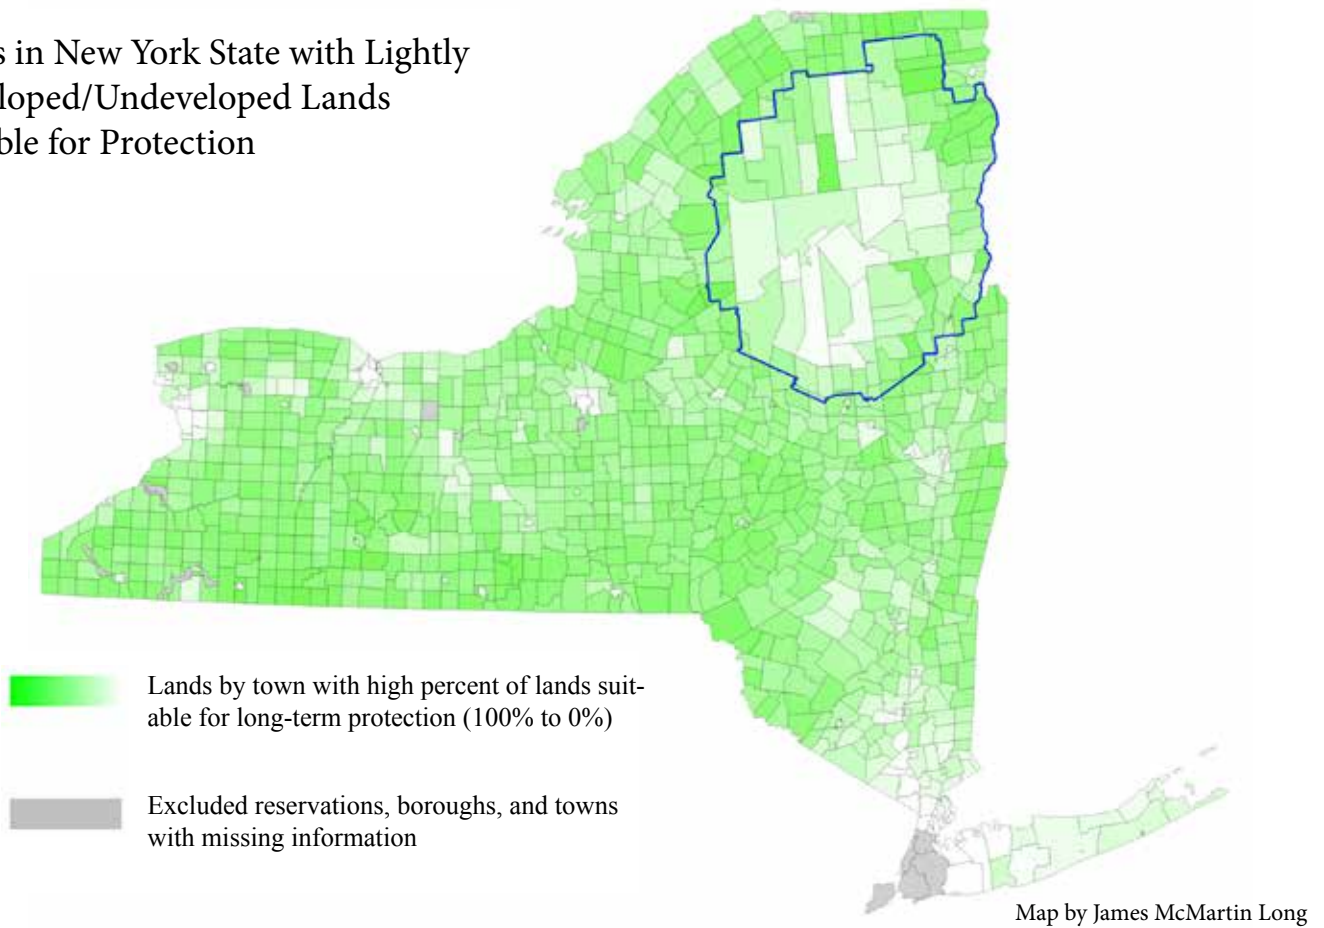 s in New York State with Lightly
loped/Undeveloped Lands
ble for Protection
Lands by town with high percent of lands suit-
able for long-term protection (100% to 0%)
Excluded reservations, boroughs, and towns
with missing information
Map by James McMartin Long